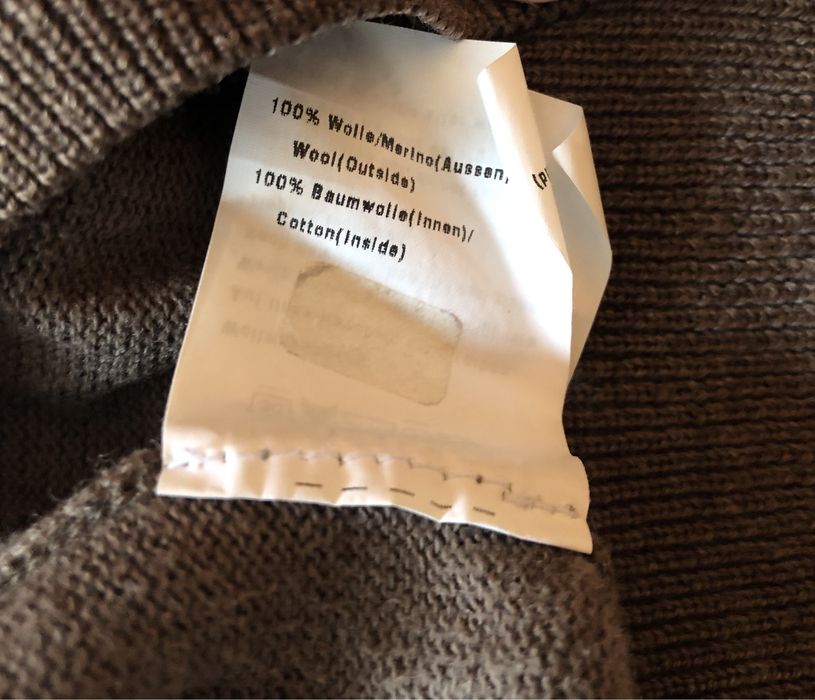 100% Wolle/Merino(Aussen,
Wool(Outside)
100% Baumwolle(Innen)/
Cotton(Inside)